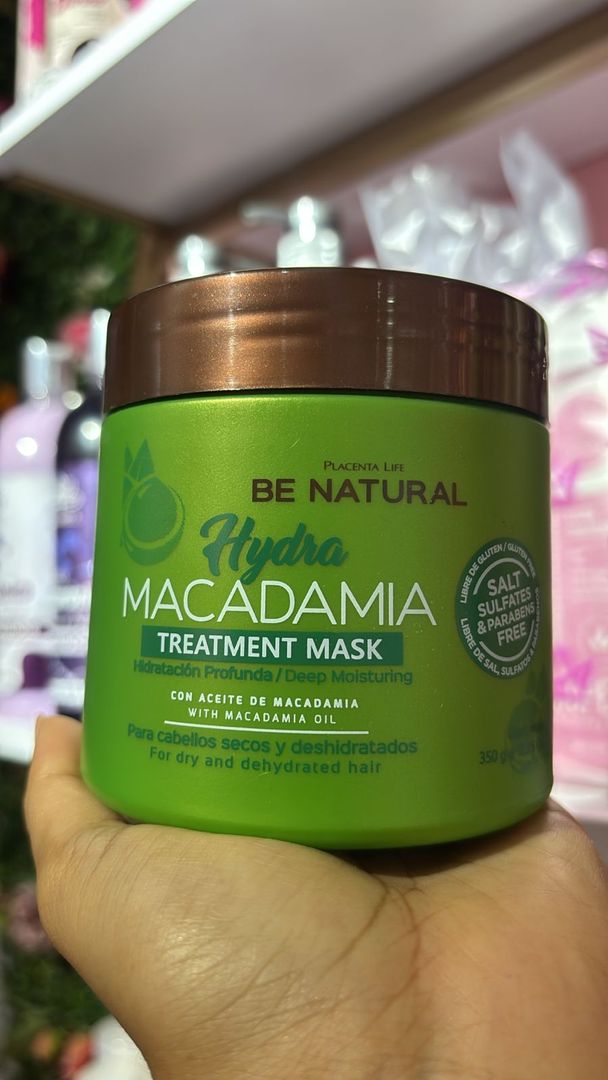 PLACENTA LIFE
BE NATURAL
Hydra
MACADAMIA
TREATMENT MASK
Hidratación Profunda / Deep Moisturing
CON ACEITE DE MACADAMIA
WITH MACADAMIA OIL
Para cabellos secos y deshidratados
For dry and dehydrated hair
LIBRE DE GLUTEN / GLUTEN FREE
SALT
SULFATES
& PARABENS
FREE
LIBRE DE SAL, SULFATOS &
350 g